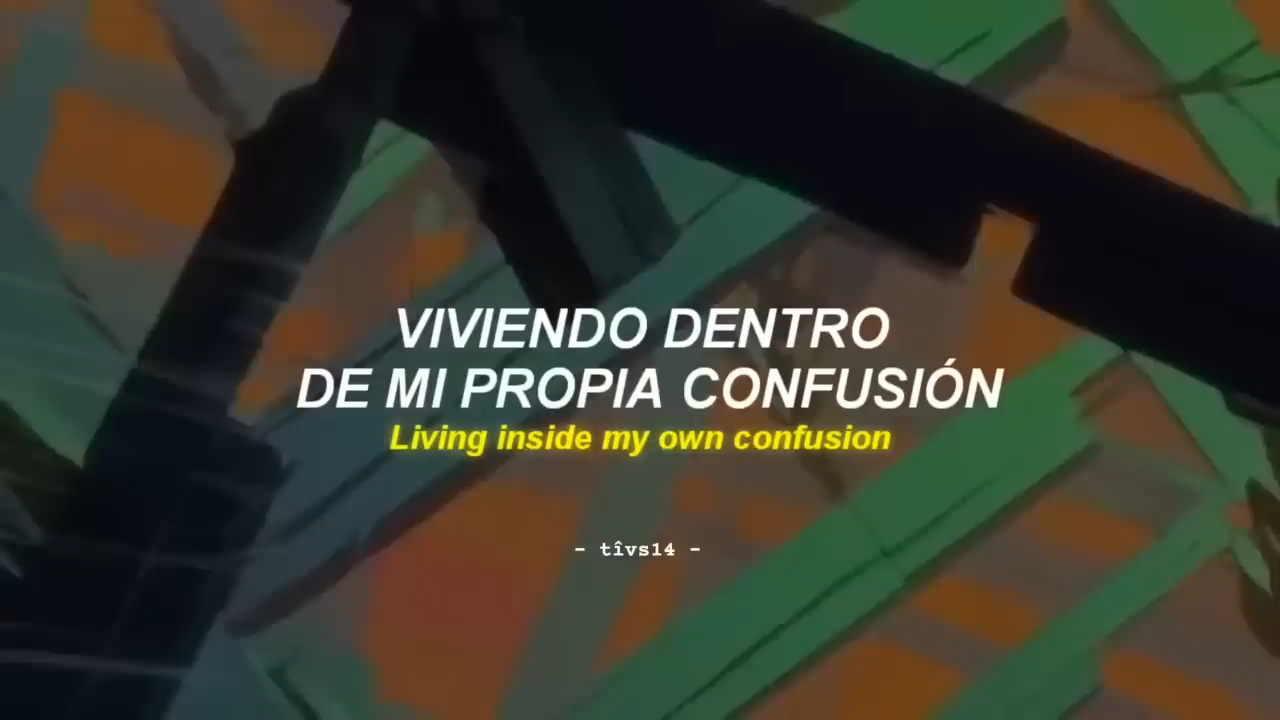 VIVIENDO DENTRO
DE MI PROPIA CONFUSIÓN
Living inside my own confusion
- tîvs14 -